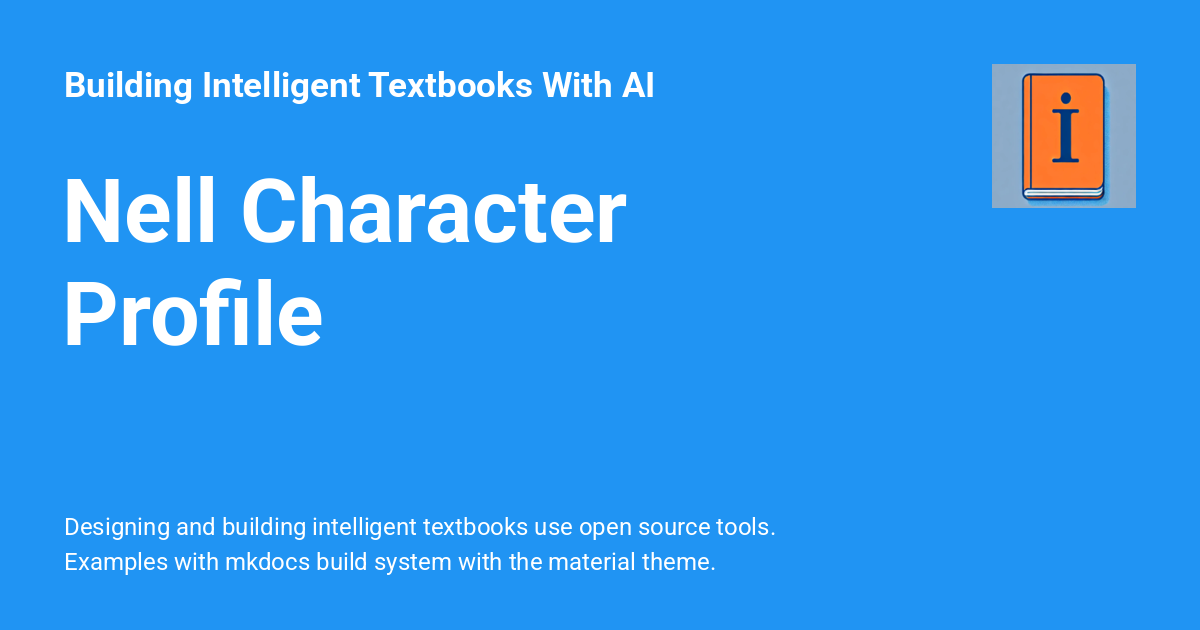 Building Intelligent Textbooks With AI
i
Nell Character
Profile
Designing and building intelligent textbooks use open source tools.
Examples with mkdocs build system with the material theme.